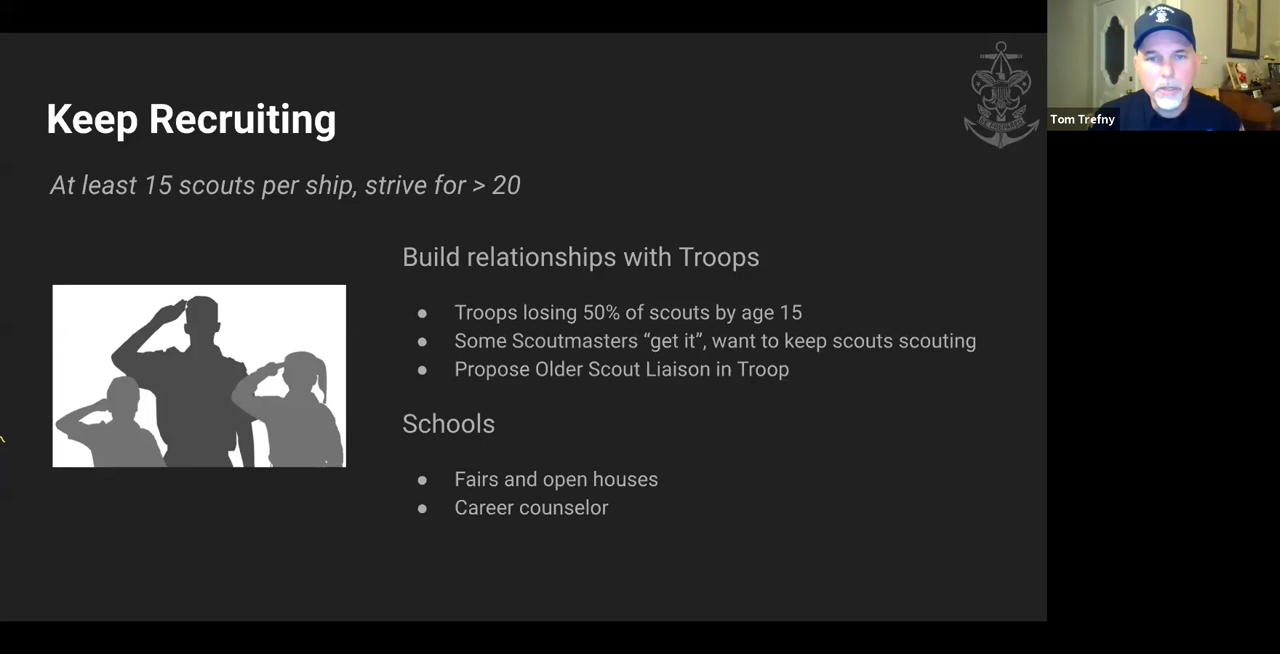 Keep Recruiting
At least 15 scouts per ship, strive for > 20
Build relationships with Troops
● Troops losing 50% of scouts by age 15
● Some Scoutmasters “get it”, want to keep scouts scouting
● Propose Older Scout Liaison in Troop
Schools
● Fairs and open houses
● Career counselor
BE PREPARED
Tom Trefny